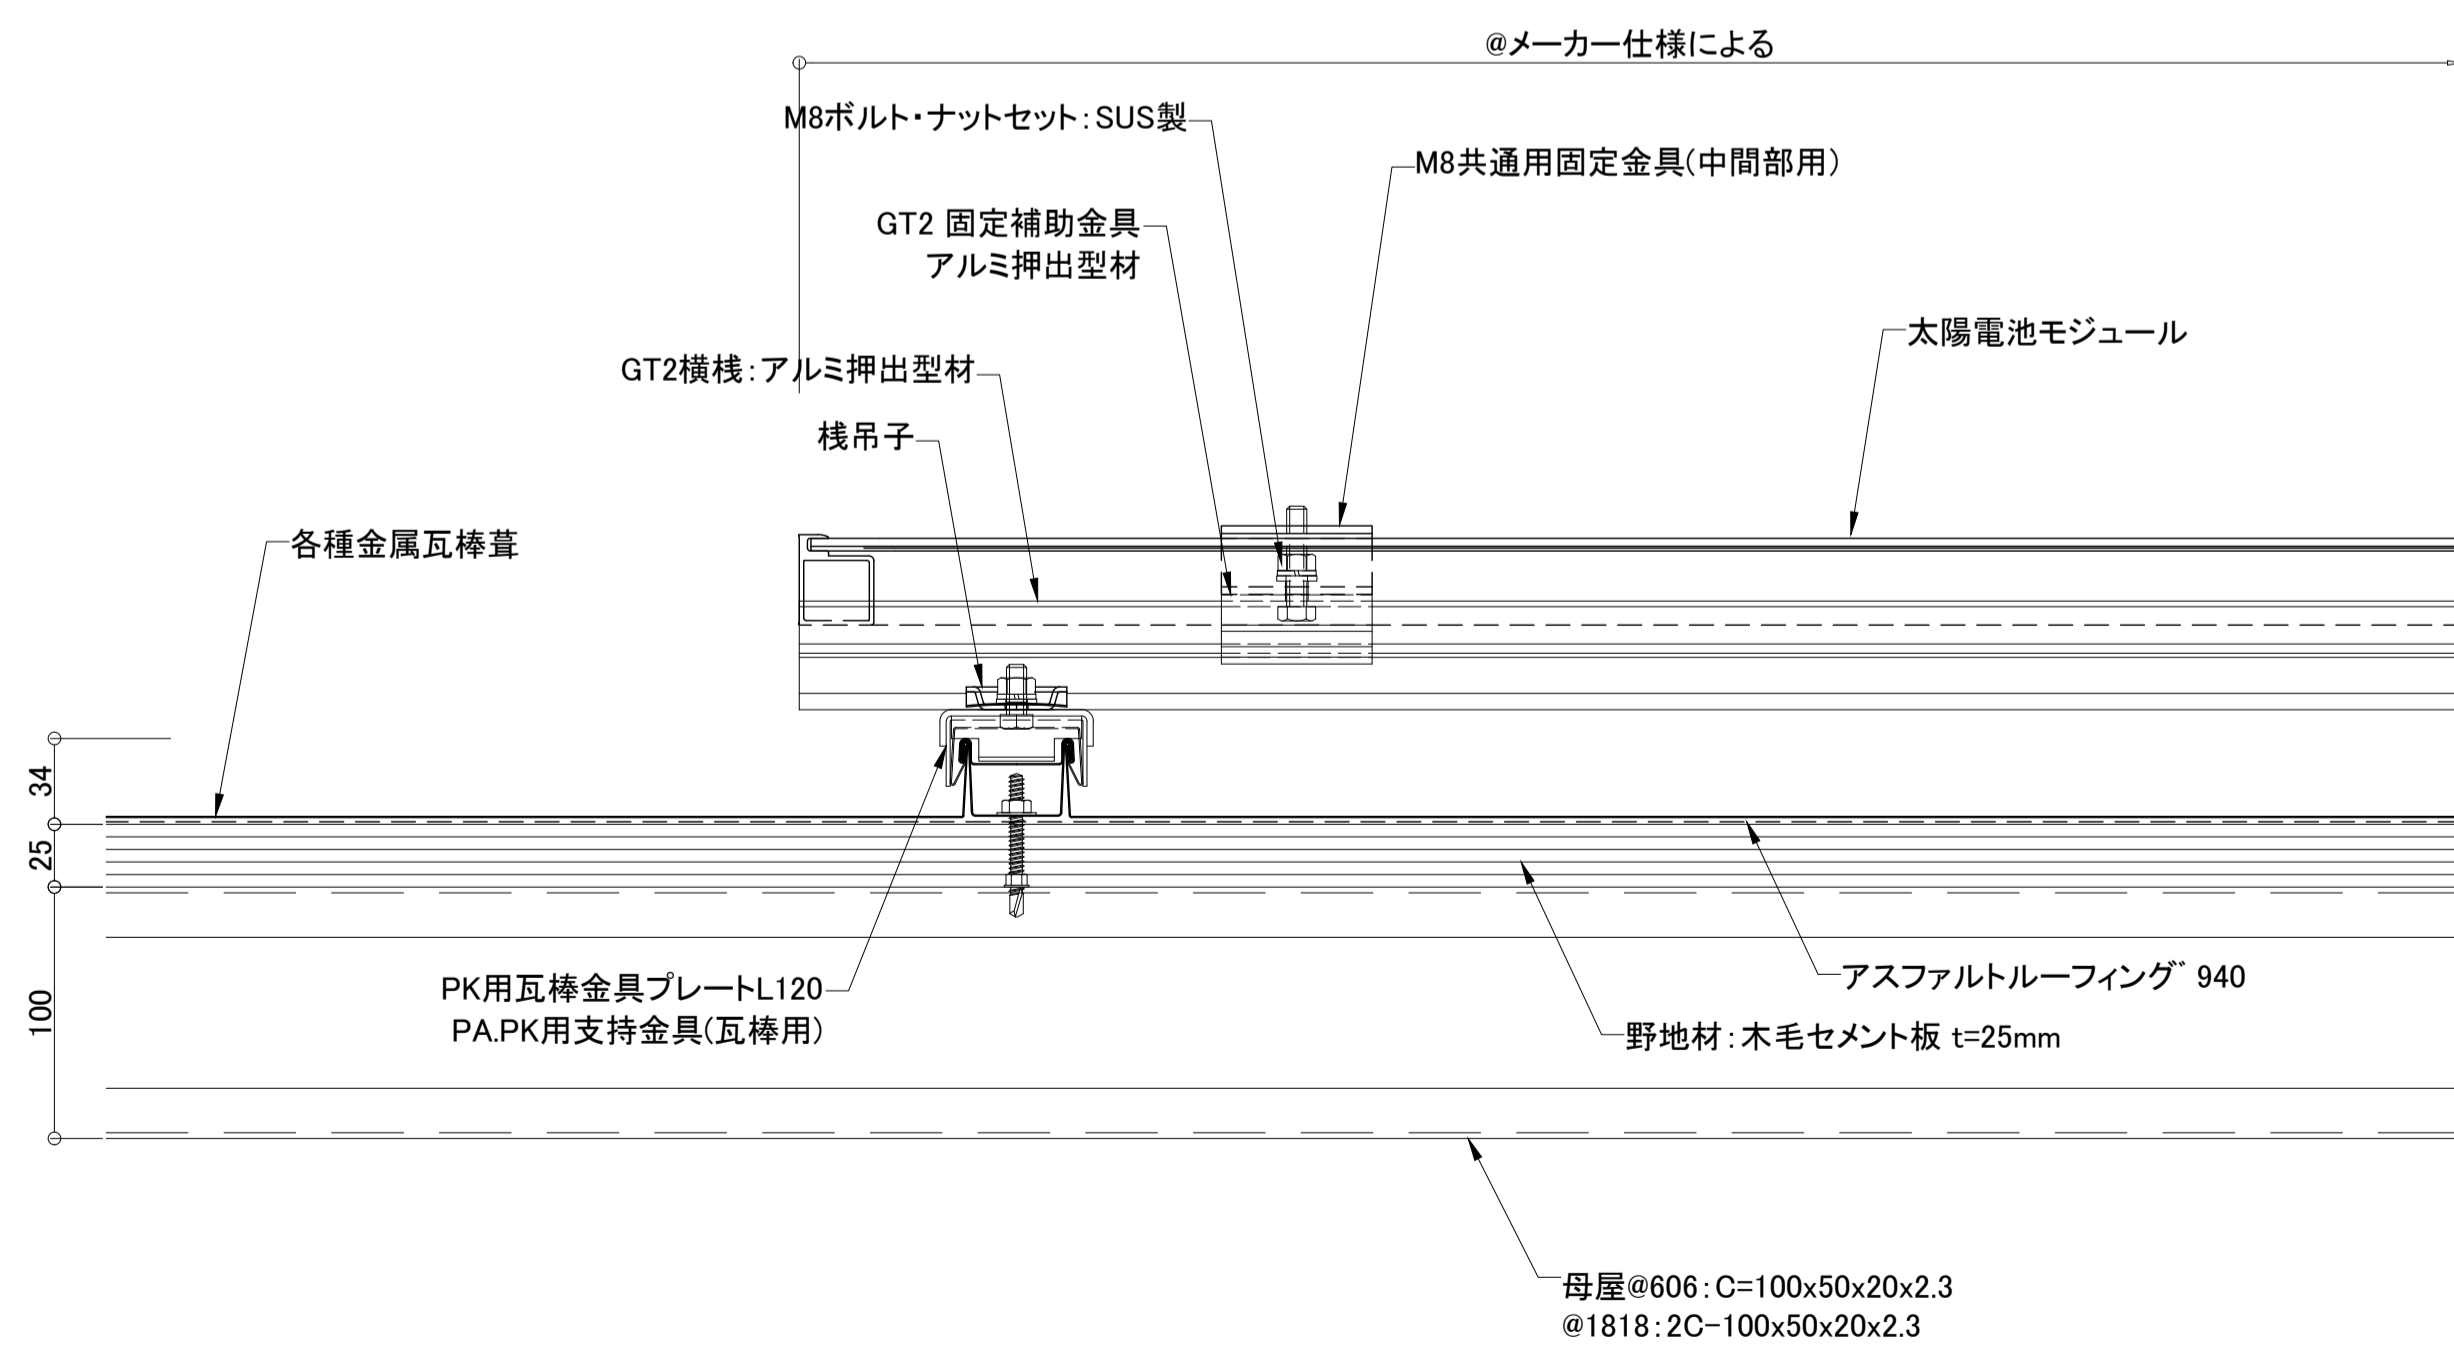 @メーカー仕様による
M8ボルト・ナットセット:SUS製
M8共通用固定金具(中間部用)
GT2 固定補助金具
アルミ押出型材
太陽電池モジュール
GT2横桟:アルミ押出型材
桟吊子
各種金属瓦棒葺
34
25
100
PK用瓦棒金具プレートL120
PA.PK用支持金具(瓦棒用)
アスファルトルーフィング 940
野地材:木毛セメント板 t=25mm
母屋@606:C=100x50x20x2.3
@1818:2C-100x50x20x2.3